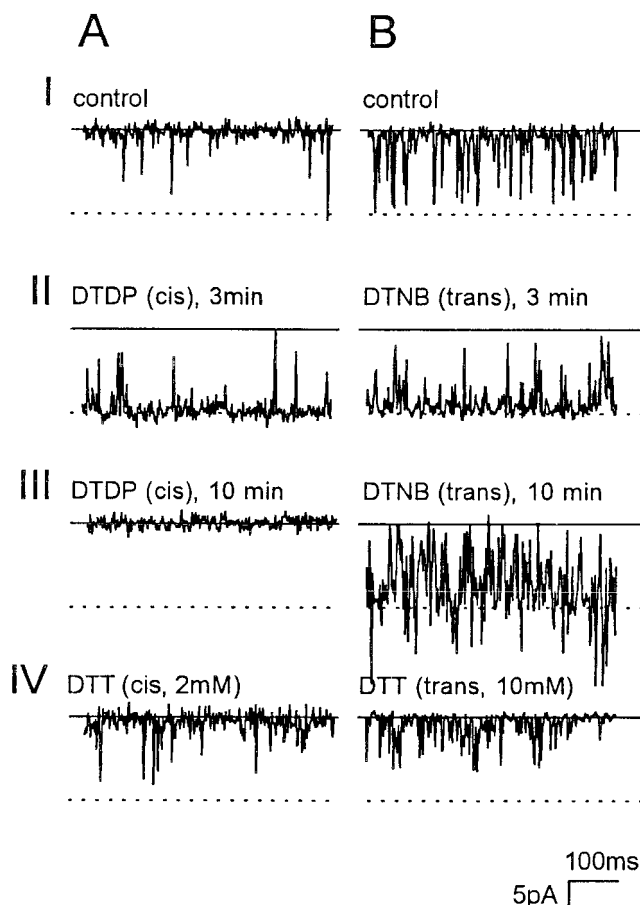 A B
I control control
II DTDP (cis), 3min DTNB (trans), 3 min
III DTDP (cis), 10 min DTNB (trans), 10 min
IV DTT (cis, 2mM) DTT (trans, 10mM)
100ms
5pA